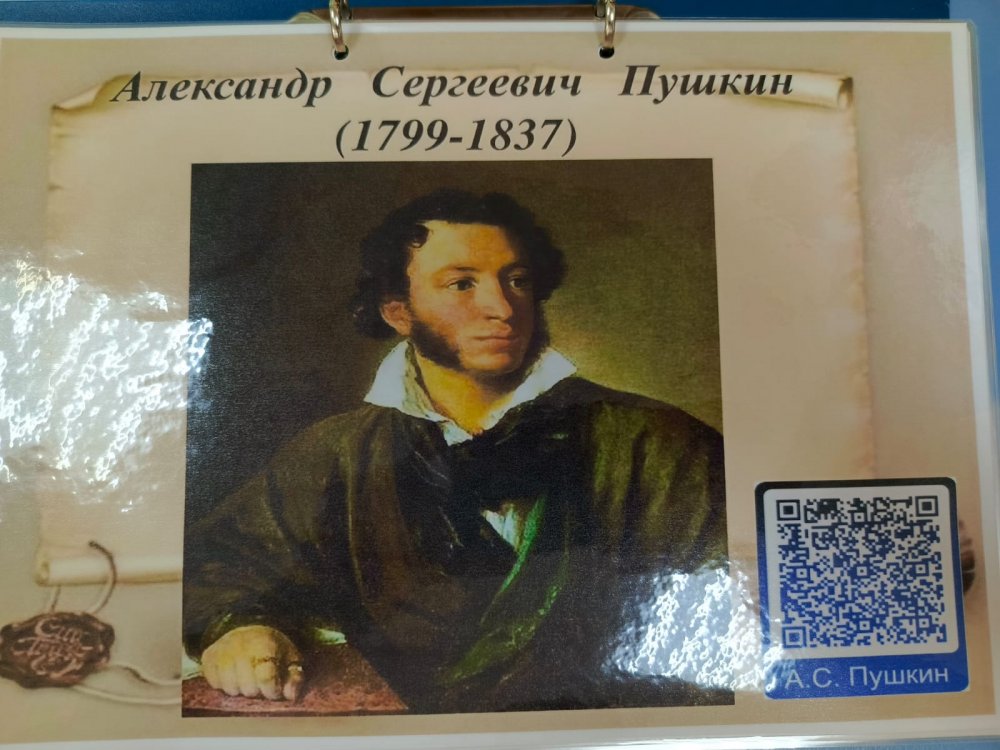 Александр Сергеевич Пушкин
(1799-1837)
А.С. Пушкин